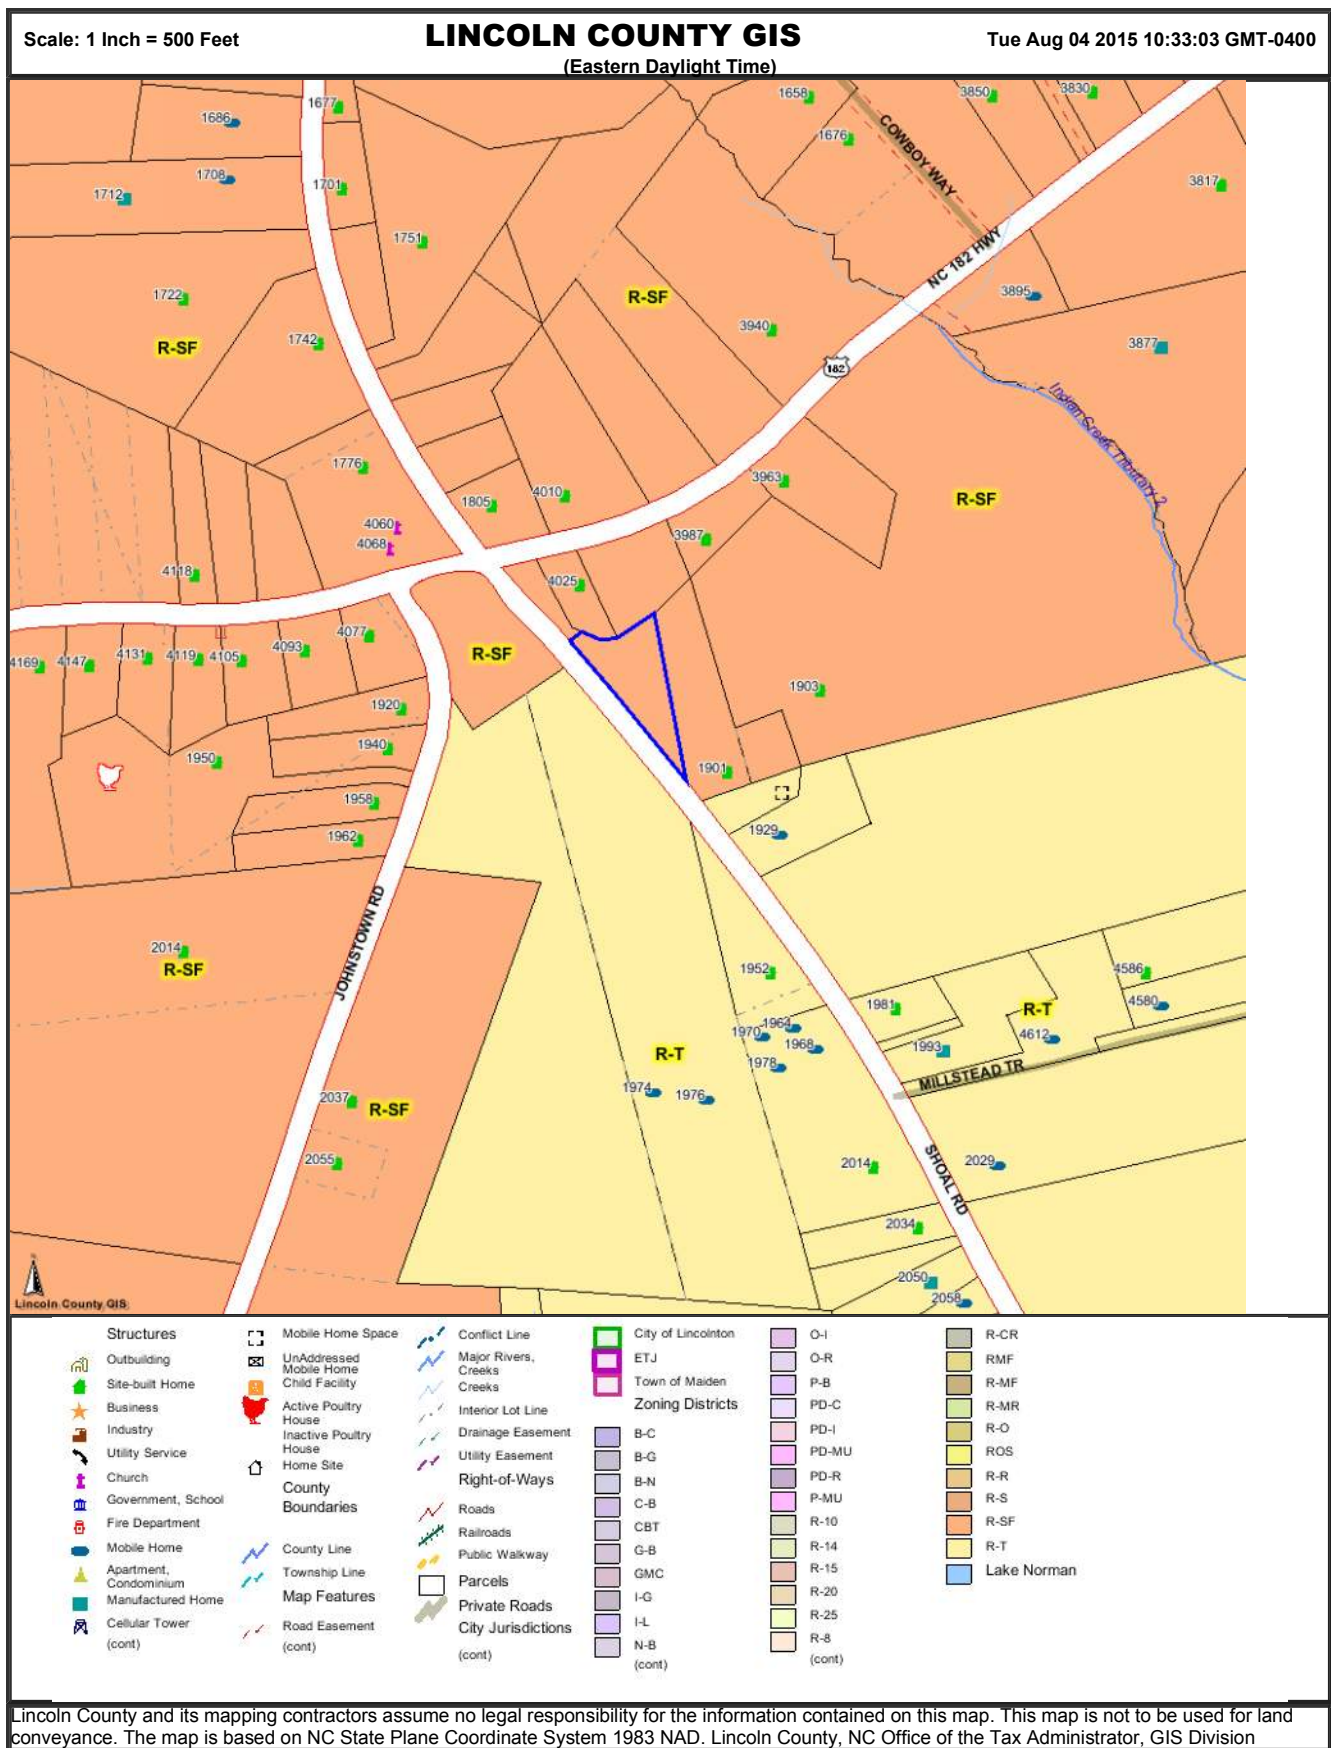 Scale: 1 Inch = 500 Feet
LINCOLN COUNTY GIS
Tue Aug 04 2015 10:33:03 GMT-0400
(Eastern Daylight Time)
1677
1658
3850
3830
1686
COWBOY WAY
1676
1708
1701
3817
1712
1751
NC 182 HWY
3895
1722
R-SF
3940
R-SF
1742
3877
182
Indian Creek Tributary 2
1776
3963
4010
R-SF
1805
4060
4068
3987
4118
4025
4077
4093
4169
4147
4131
4119
4105
R-SF
1903
1920
1940
1950
1901
1958
1929
1962
JOHNSTOWN RD
2014
R-SF
1952
4586
4580
1981
R-T
1964
1970
1968
4612
1993
R-T
1978
MILLSTEAD TR
1974
1976
2037
R-SF
2055
2014
SHOAL RD
2029
2034
2050
2058
Lincoln County GIS
Structures
Outbuilding
Site-built Home
Business
Industry
Utility Service
Church
Government, School
Fire Department
Mobile Home
Apartment,
Condominium
Manufactured Home
Cellular Tower
(cont)
Mobile Home Space
UnAddressed
Mobile Home
Child Facility
Active Poultry
House
Inactive Poultry
House
Home Site
County
Boundaries
County Line
Township Line
Map Features
Road Easement
(cont)
Conflict Line
Major Rivers,
Creeks
Creeks
Interior Lot Line
Drainage Easement
Utility Easement
Right-of-Ways
Roads
Railroads
Public Walkway
Parcels
Private Roads
City Jurisdictions
(cont)
City of Lincolnton
ETJ
Town of Maiden
Zoning Districts
B-C
B-G
B-N
C-B
CBT
G-B
GMC
I-G
I-L
N-B
(cont)
O-I
O-R
P-B
PD-C
PD-I
PD-MU
PD-R
P-MU
R-10
R-14
R-15
R-20
R-25
R-8
(cont)
R-CR
RMF
R-MF
R-MR
R-O
ROS
R-R
R-S
R-SF
R-T
Lake Norman
Lincoln County and its mapping contractors assume no legal responsibility for the information contained on this map. This map is not to be used for land
conveyance. The map is based on NC State Plane Coordinate System 1983 NAD. Lincoln County, NC Office of the Tax Administrator, GIS Division